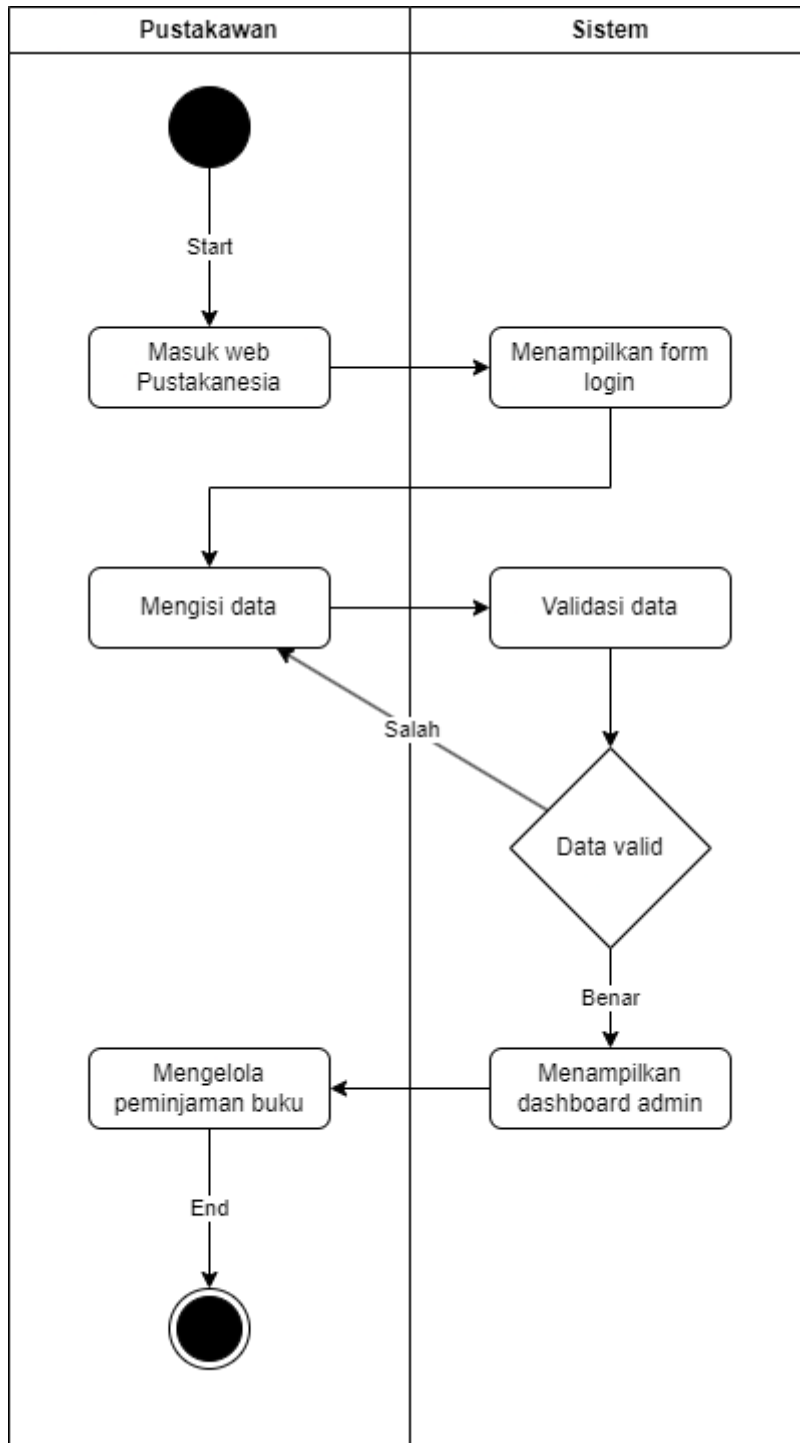 Pustakawan
Sistem
Start
Masuk web
Pustakanesia
Menampilkan form
login
Mengisi data
Validasi data
Salah
Data valid
Benar
Mengelola
peminjaman buku
Menampilkan
dashboard admin
End